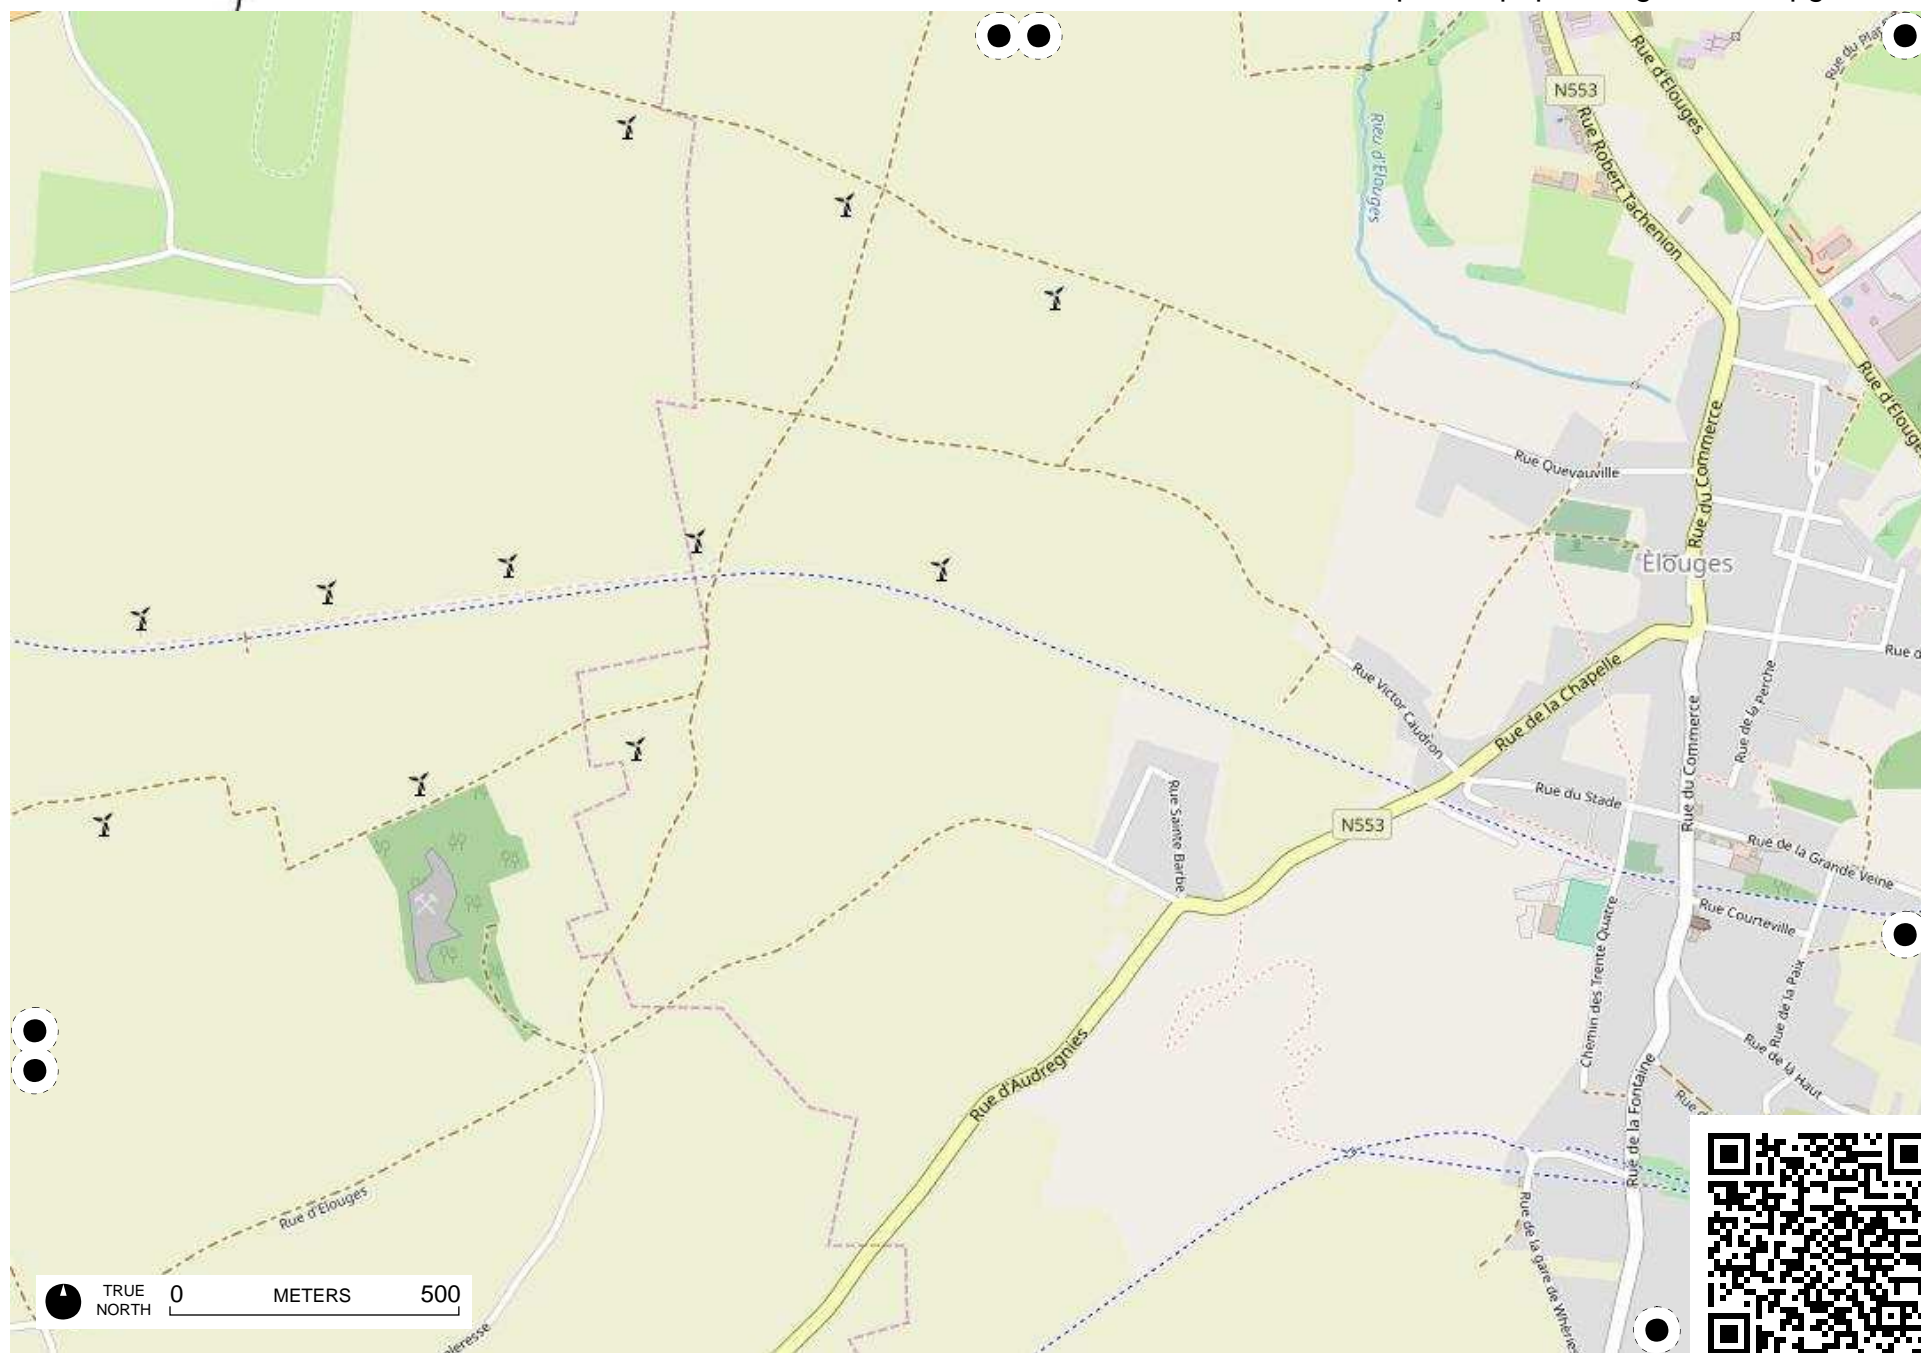 N553
Rue d'Elouges
Rue Robert Tachenion
Rieu d'Elouges
Rue d'Elouges
Rue Quevauville
Rue du Commerce
Élouges
Rue Victor Caudron
Rue de la Chapelle
Rue de la Perche
Rue du Commerce
Rue Sainte Barbe
N553
Rue du Stade
Rue de la Grande Veine
Rue Courteville
Chemin des Trente Quatre
Rue de la Paix
Rue d'Audregnies
Rue de la Haut
Rue de la Fontaine
Rue d'Elouges
Rue de la gare de
TRUE
NORTH
0 METERS 500